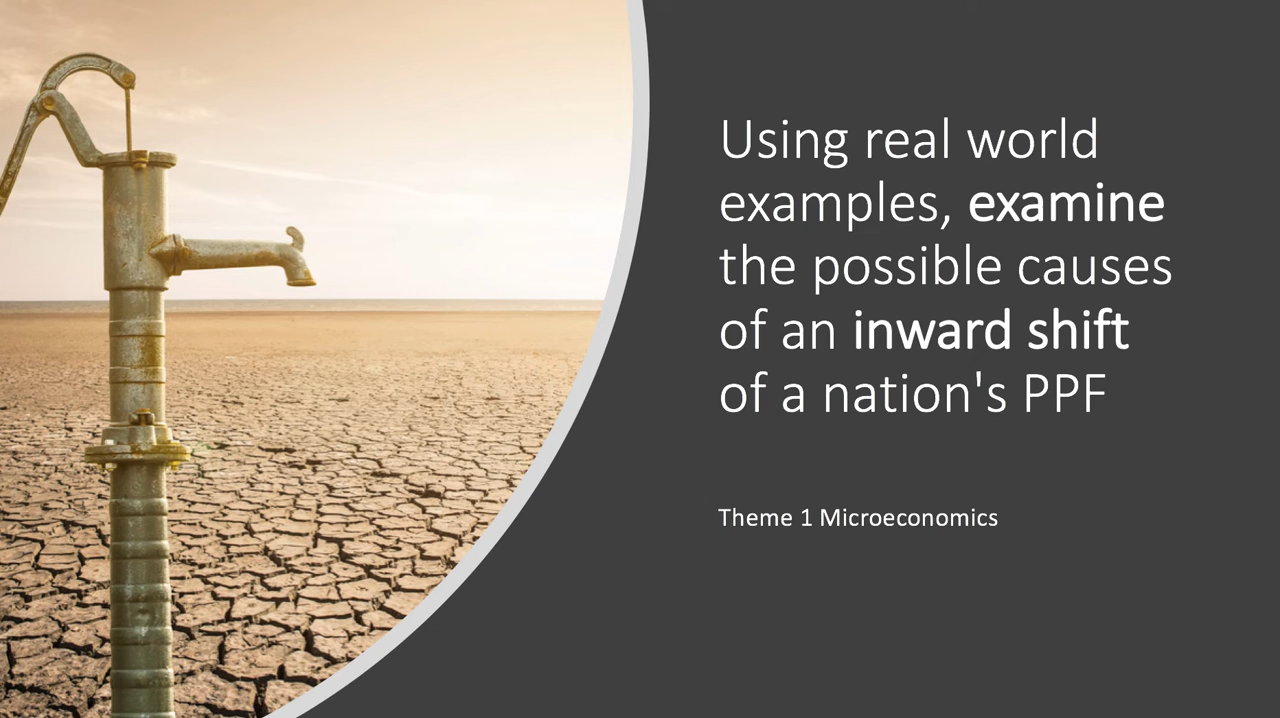 Using real world
examples, examine
the possible causes
of an inward shift
of a nation's PPF
Theme 1 Microeconomics